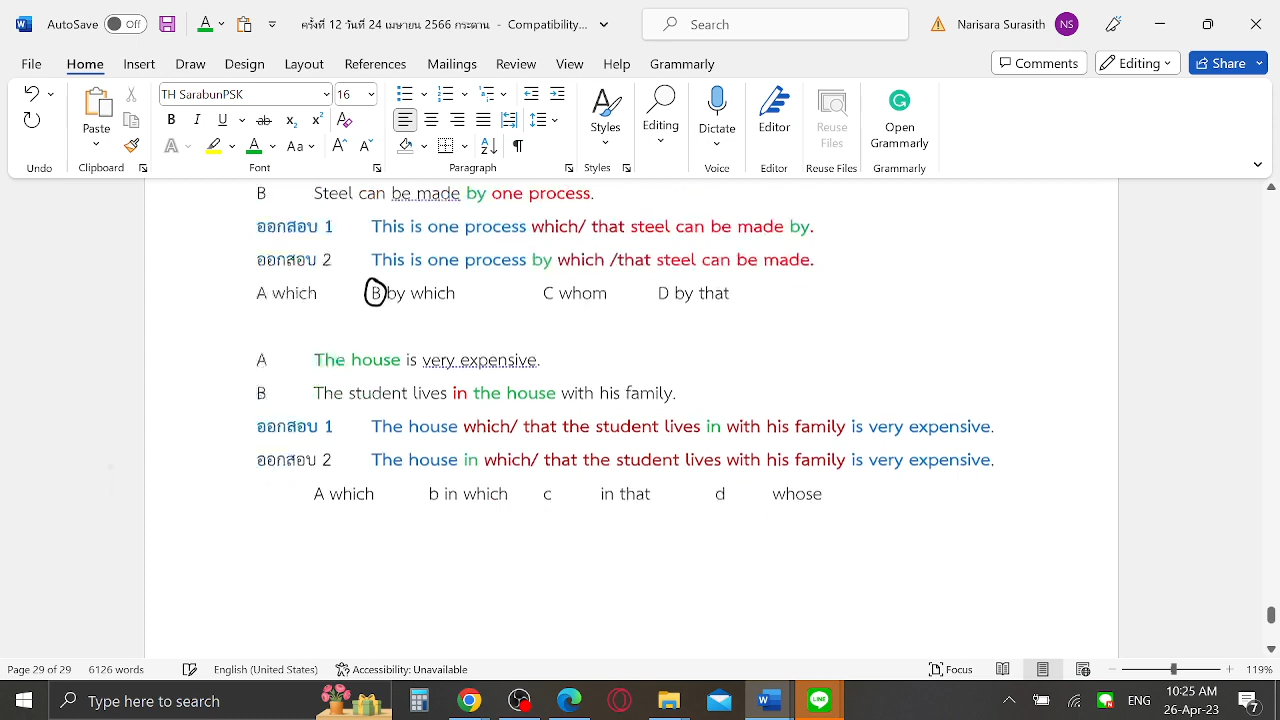 AutoSave Off ครั้งที่ 12 วันที่ 24 เมษายน 2566 กระดาน - Compatibility... Search Narisara Surasith NS
File Home Insert Draw Design Layout References Mailings Review View Help Grammarly Comments Editing Share
TH SarabunPSK 16
Paste Styles Editing Dictate Editor Reuse Files Open Grammarly
Undo Clipboard Font Paragraph Styles Voice Editor Reuse Files Grammarly
B Steel can be made by one process.
ออกสอบ 1 This is one process which/ that steel can be made by.
ออกสอบ 2 This is one process by which /that steel can be made.
A which B by which C whom D by that
A The house is very expensive.
B The student lives in the house with his family.
ออกสอบ 1 The house which/ that the student lives in with his family is very expensive.
ออกสอบ 2 The house in which/ that the student lives with his family is very expensive.
A which b in which c in that d whose
Page 29 of 29 6126 words English (United States) Accessibility: Unavailable Focus 119%
Type here to search ENG 10:25 AM
26-Apr-23 7